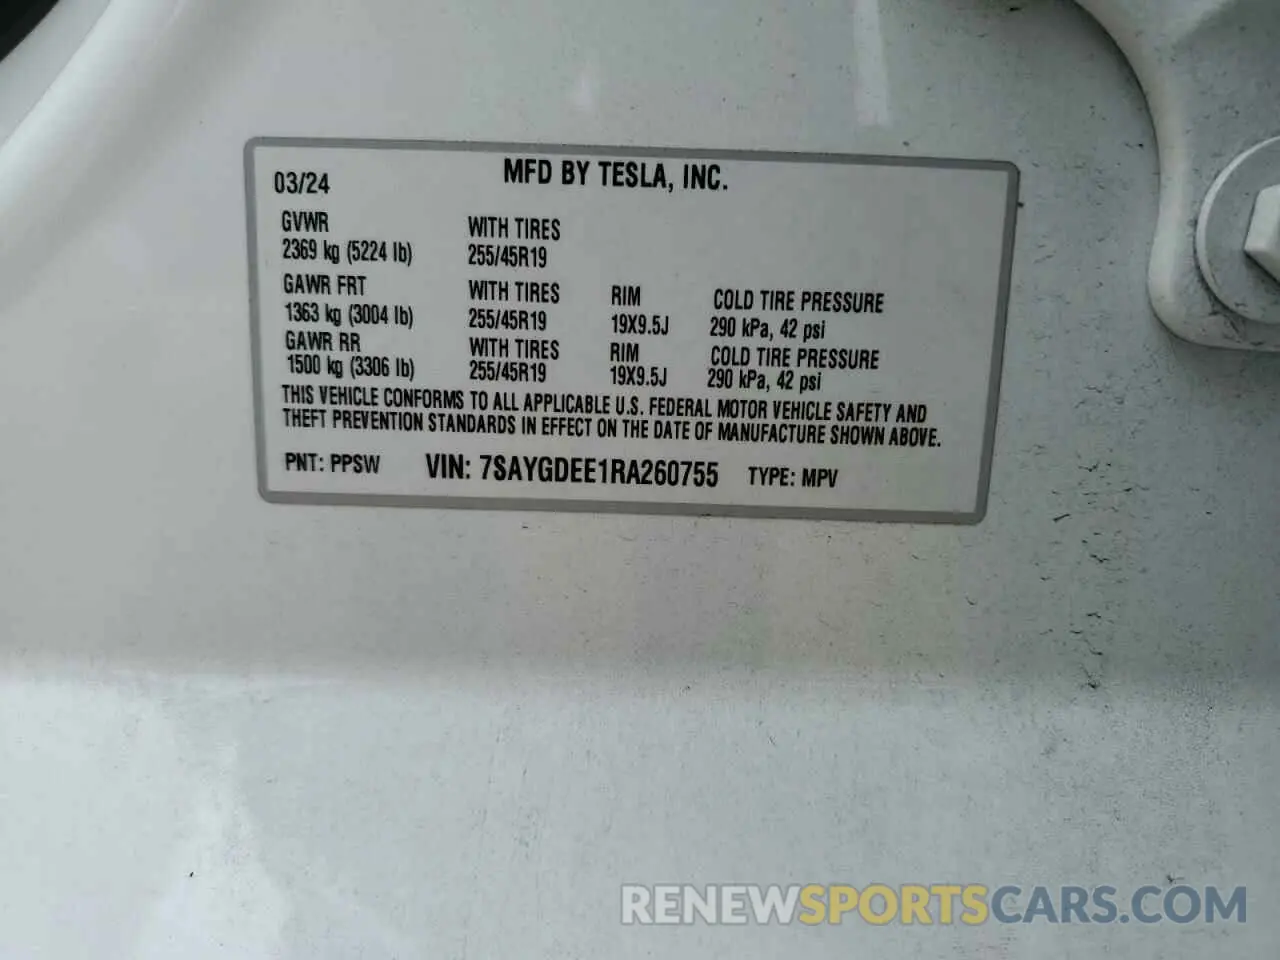 03/24 MFD BY TESLA, INC.
GVWR WITH TIRES
2369 kg (5224 lb) 255/45R19
GAWR FRT WITH TIRES RIM COLD TIRE PRESSURE
1363 kg (3004 lb) 255/45R19 19X9.5J 290 kPa, 42 psi
GAWR RR WITH TIRES RIM COLD TIRE PRESSURE
1500 kg (3306 lb) 255/45R19 19X9.5J 290 kPa, 42 psi
THIS VEHICLE CONFORMS TO ALL APPLICABLE U.S. FEDERAL MOTOR VEHICLE SAFETY AND
THEFT PREVENTION STANDARDS IN EFFECT ON THE DATE OF MANUFACTURE SHOWN ABOVE.
PNT: PPSW VIN: 7SAYGDEE1RA260755 TYPE: MPV
RENEWSPORTSCARS.COM